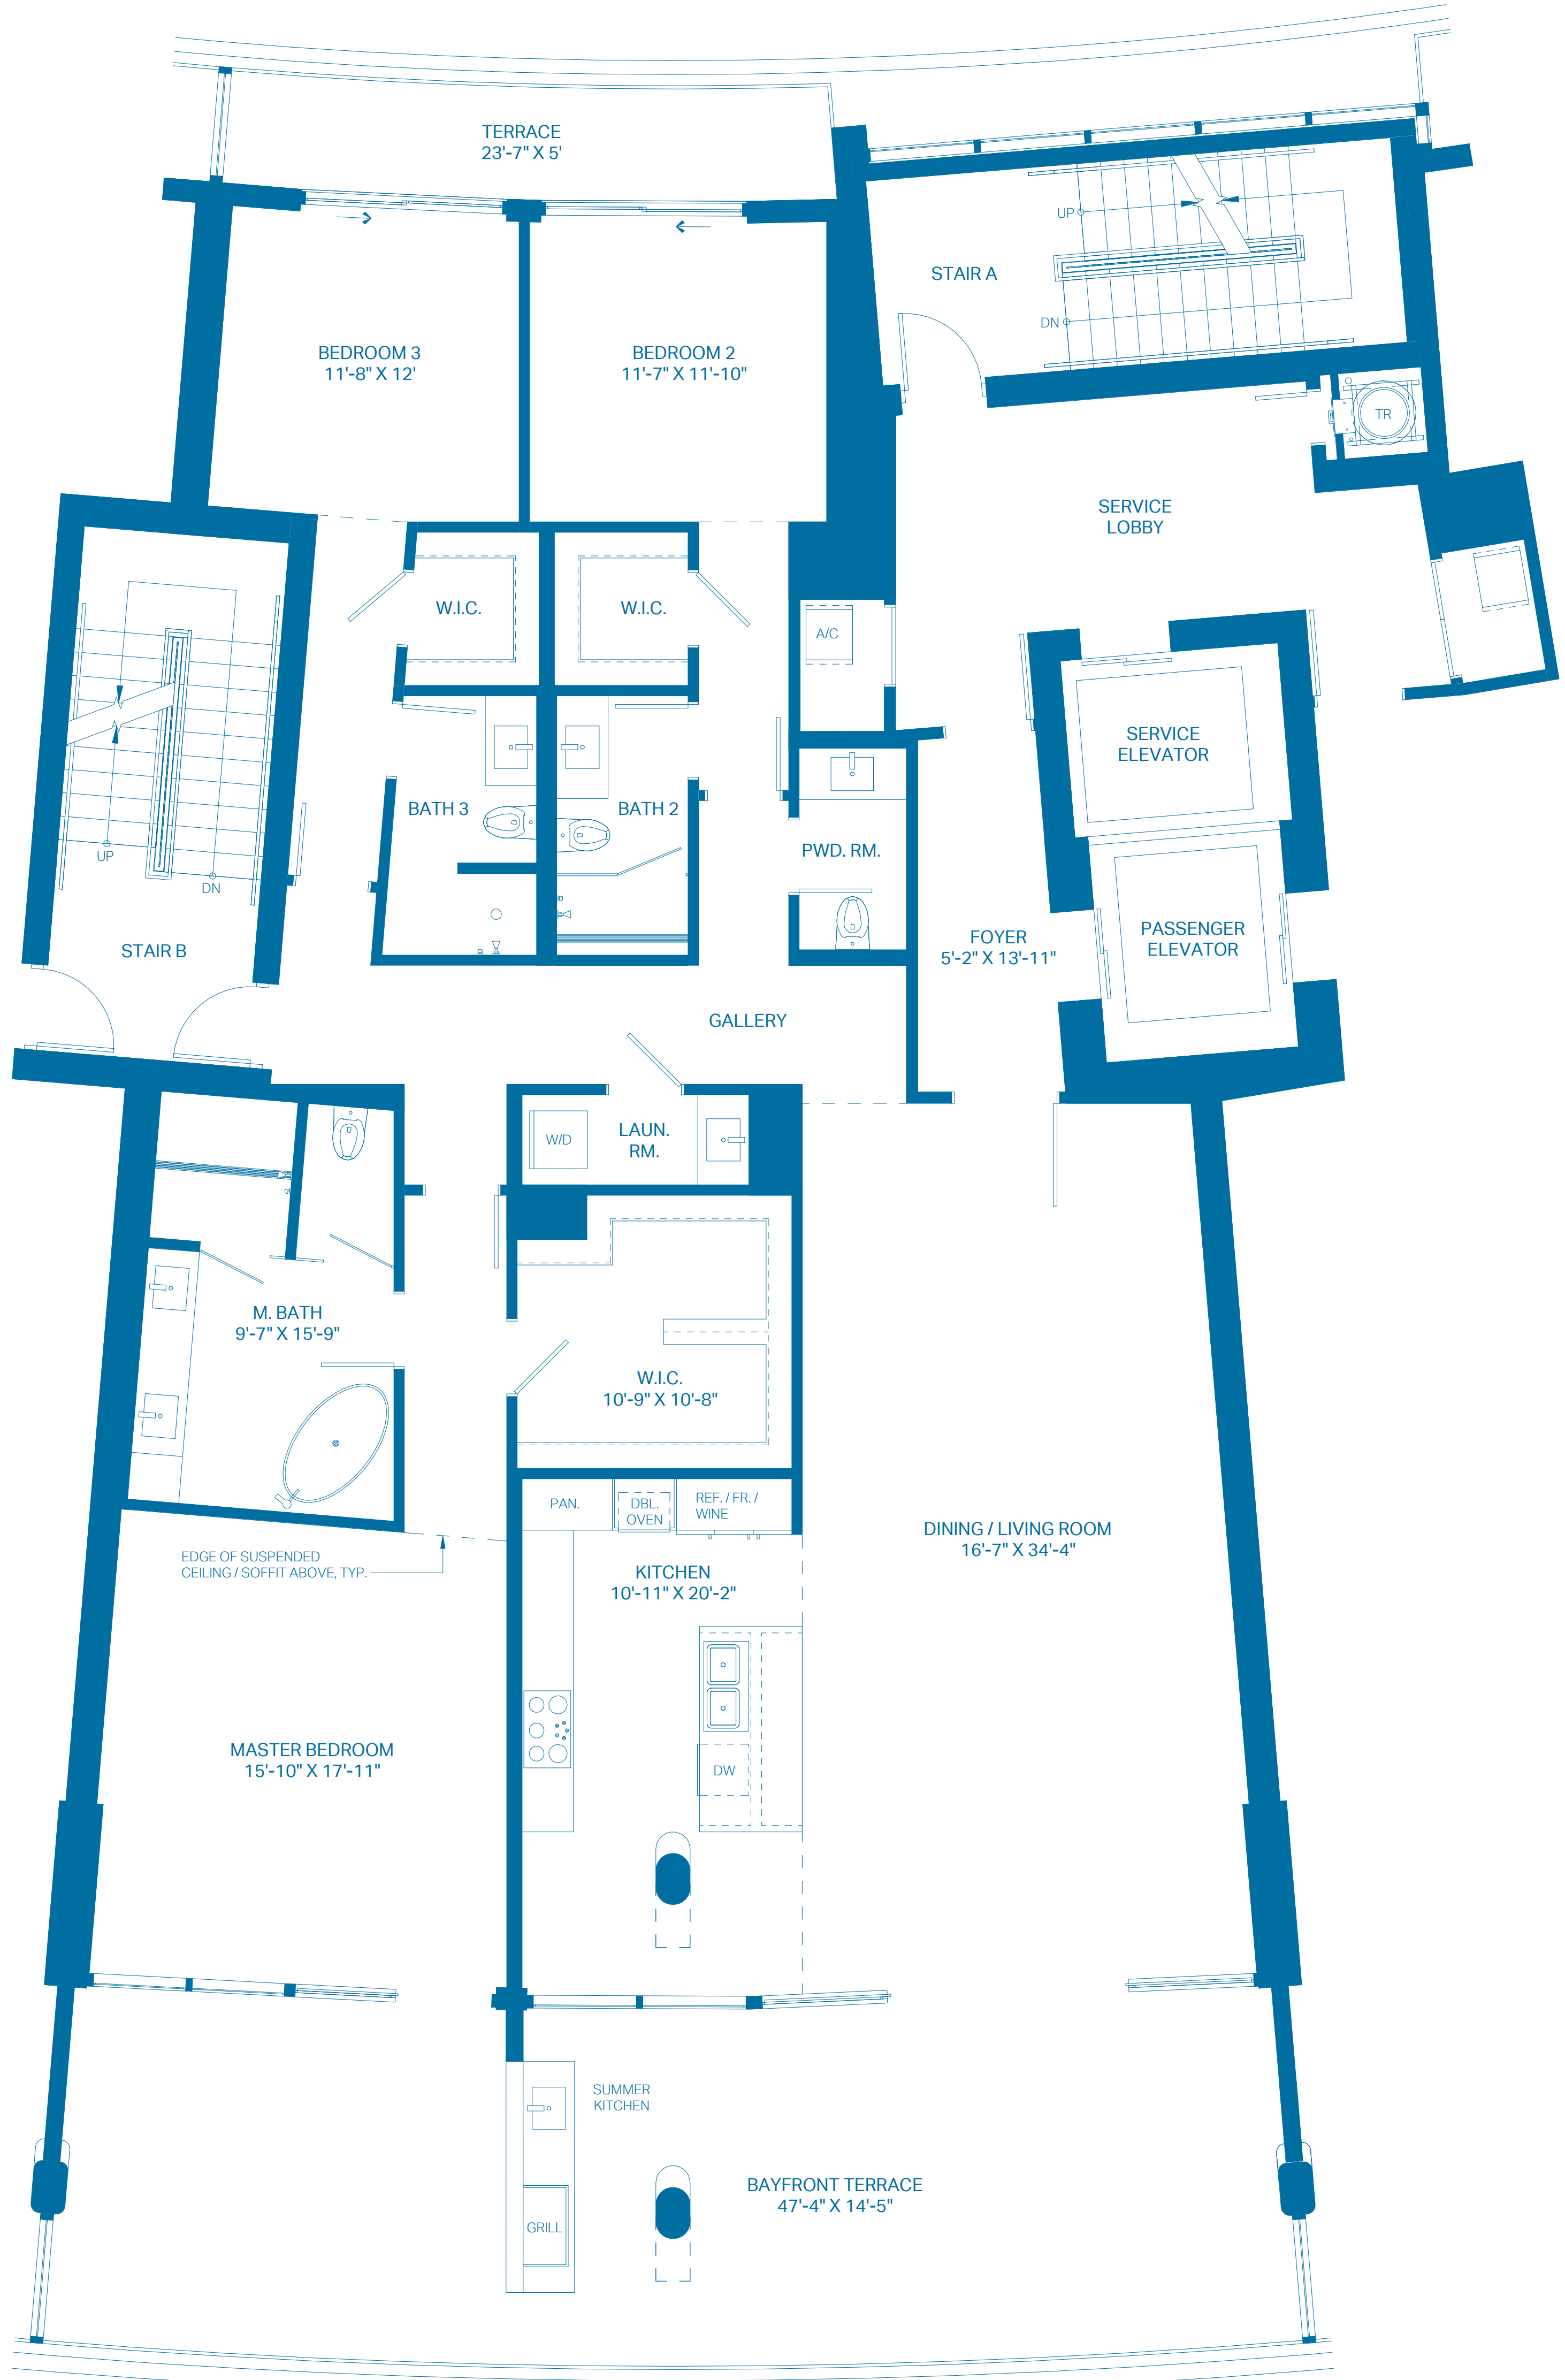 TERRACE
23'-7" X 5'
UP
STAIR A
DN
BEDROOM 3
11'-8" X 12'
BEDROOM 2
11'-7" X 11'-10"
TR
SERVICE
LOBBY
W.I.C.
W.I.C.
A/C
SERVICE
ELEVATOR
BATH 3
BATH 2
UP
DN
PWD. RM.
STAIR B
FOYER
5'-2" X 13'-11"
PASSENGER
ELEVATOR
GALLERY
W/D
LAUN.
RM.
M. BATH
9'-7" X 15'-9"
W.I.C.
10'-9" X 10'-8"
PAN.
DBL.
OVEN
REF. / FR. /
WINE
DINING / LIVING ROOM
16'-7" X 34'-4"
EDGE OF SUSPENDED
CEILING / SOFFIT ABOVE, TYP.
KITCHEN
10'-11" X 20'-2"
MASTER BEDROOM
15'-10" X 17'-11"
DW
SUMMER
KITCHEN
BAYFRONT TERRACE
47'-4" X 14'-5"
GRILL